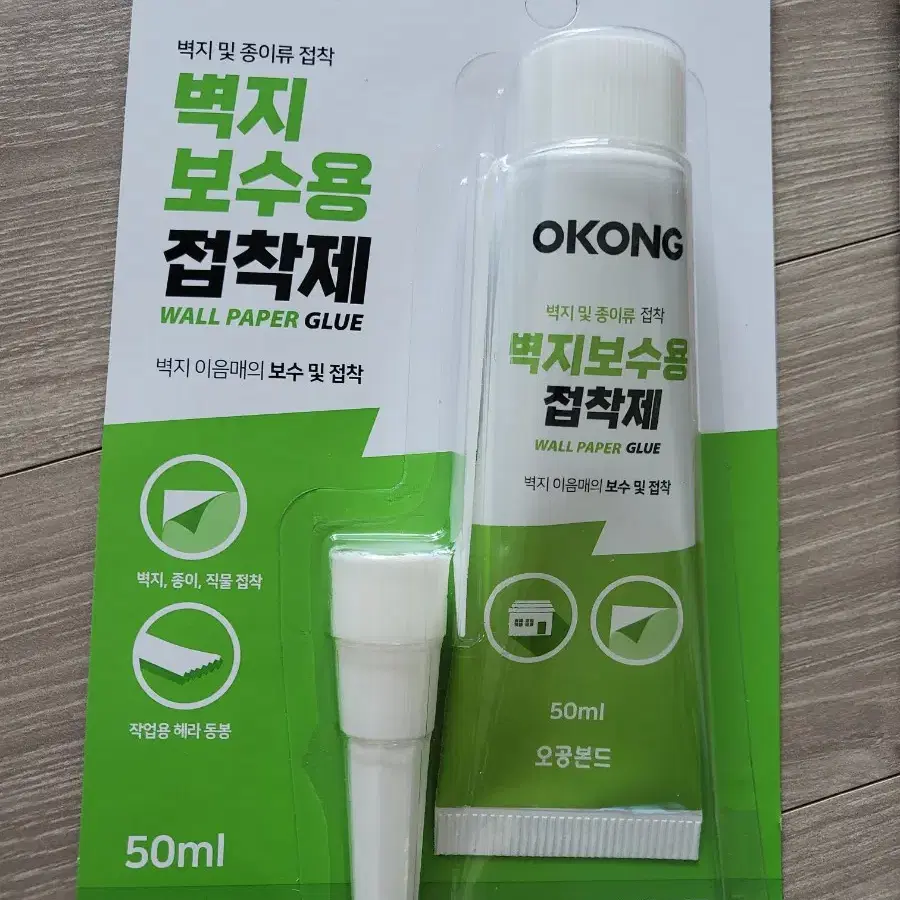 벽지 및 종이류 접착
벽지
보수용
접착제
WALL PAPER GLUE
벽지 이음매의 보수 및 접착
벽지, 종이, 직물 접착
작업용 헤라 동봉
50ml
OKONG
벽지 및 종이류 접착
벽지보수용
접착제
WALL PAPER GLUE
벽지 이음매의 보수 및 접착
50ml
오공본드